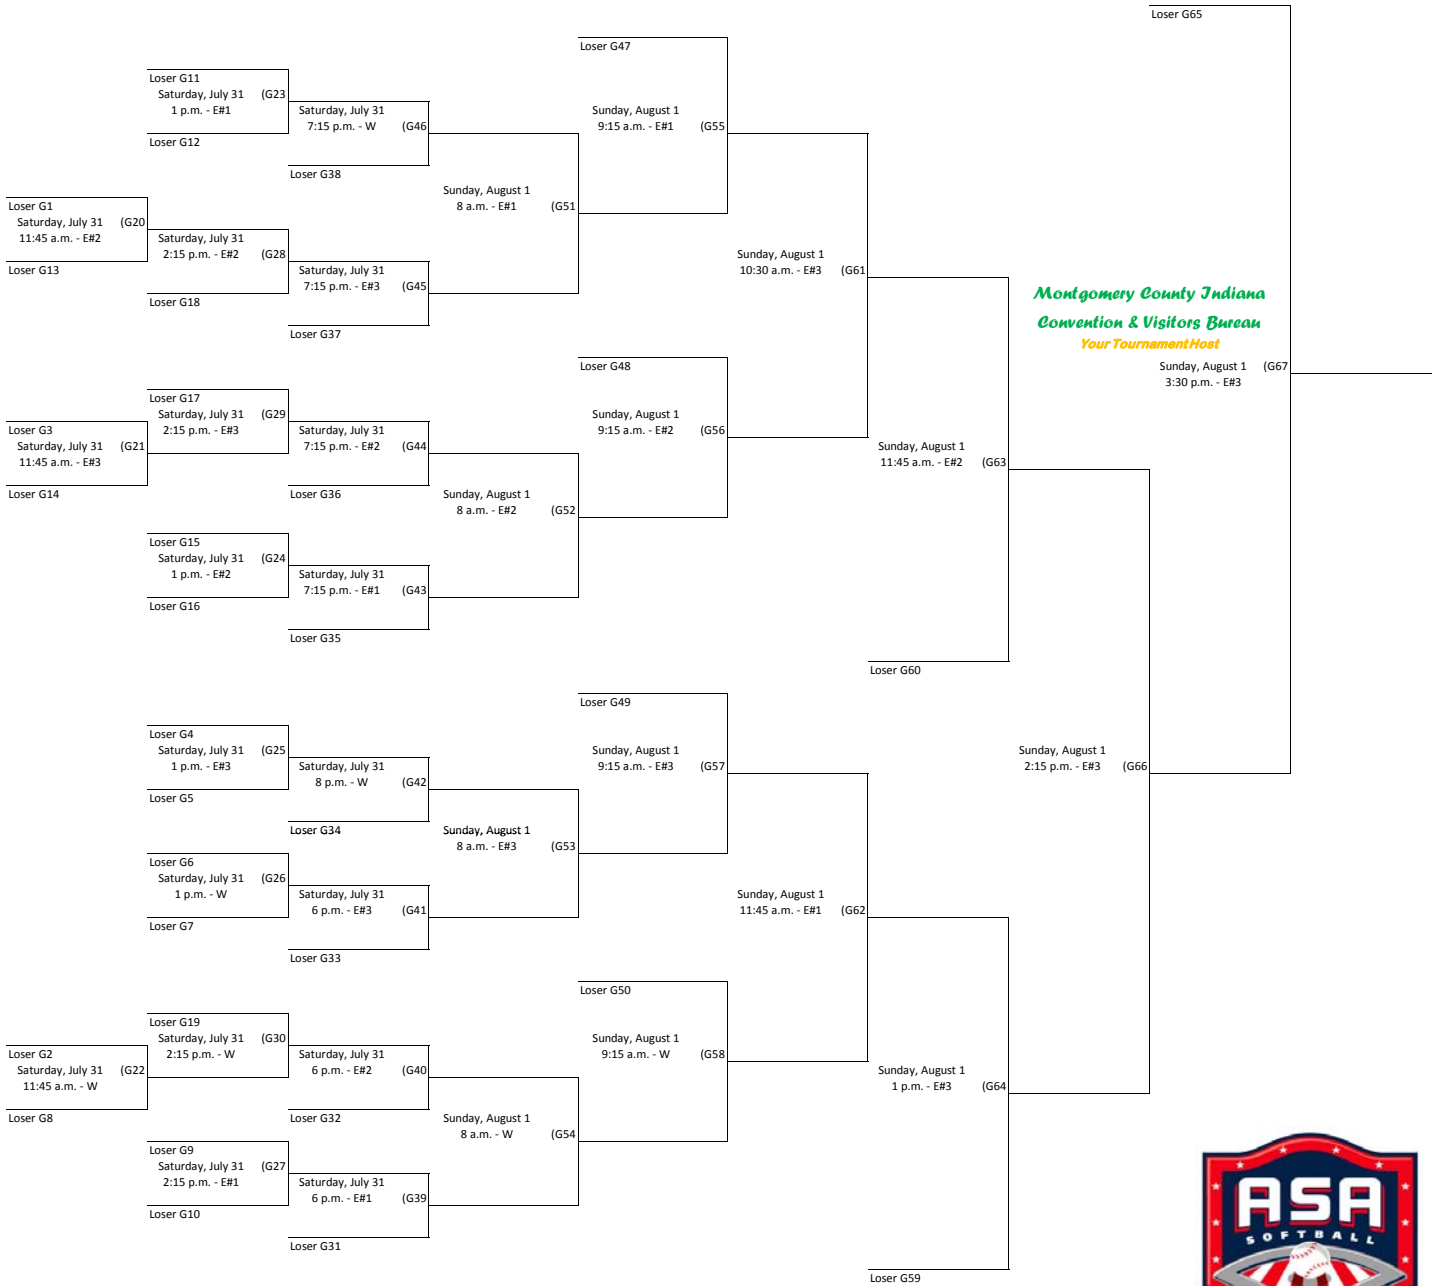 Loser G65
Loser G47
Loser G11
Saturday, July 31 (G23
1 p.m. - E#1
Loser G12
Saturday, July 31
7:15 p.m. - W (G46
Loser G38
Sunday, August 1
9:15 a.m. - E#1 (G55
Sunday, August 1
8 a.m. - E#1 (G51
Loser G1
Saturday, July 31 (G20
11:45 a.m. - E#2
Loser G13
Saturday, July 31
2:15 p.m. - E#2 (G28
Loser G18
Saturday, July 31
7:15 p.m. - E#3 (G45
Loser G37
Sunday, August 1
10:30 a.m. - E#3 (G61
Montgomery County Indiana
Convention & Visitors Bureau
Your Tournament Host
Sunday, August 1 (G67
3:30 p.m. - E#3
Loser G48
Loser G17
Saturday, July 31 (G29
2:15 p.m. - E#3
Loser G3
Saturday, July 31 (G21
11:45 a.m. - E#3
Loser G14
Saturday, July 31
7:15 p.m. - E#2 (G44
Loser G36
Sunday, August 1
9:15 a.m. - E#2 (G56
Sunday, August 1
11:45 a.m. - E#2 (G63
Sunday, August 1
8 a.m. - E#2 (G52
Loser G15
Saturday, July 31 (G24
1 p.m. - E#2
Loser G16
Saturday, July 31
7:15 p.m. - E#1 (G43
Loser G35
Loser G60
Loser G49
Loser G4
Saturday, July 31 (G25
1 p.m. - E#3
Loser G5
Saturday, July 31
8 p.m. - W (G42
Loser G34
Sunday, August 1
9:15 a.m. - E#3 (G57
Sunday, August 1
2:15 p.m. - E#3 (G66
Sunday, August 1
8 a.m. - E#3 (G53
Loser G6
Saturday, July 31 (G26
1 p.m. - W
Loser G7
Saturday, July 31
6 p.m. - E#3 (G41
Loser G33
Sunday, August 1
11:45 a.m. - E#1 (G62
Loser G50
Loser G19
Saturday, July 31 (G30
2:15 p.m. - W
Loser G2
Saturday, July 31 (G22
11:45 a.m. - W
Loser G8
Saturday, July 31
6 p.m. - E#2 (G40
Loser G32
Sunday, August 1
9:15 a.m. - W (G58
Sunday, August 1
1 p.m. - E#3 (G64
Sunday, August 1
8 a.m. - W (G54
Loser G9
Saturday, July 31 (G27
2:15 p.m. - E#1
Loser G10
Saturday, July 31
6 p.m. - E#1 (G39
Loser G31
Loser G59
ASA
SOFTBALL